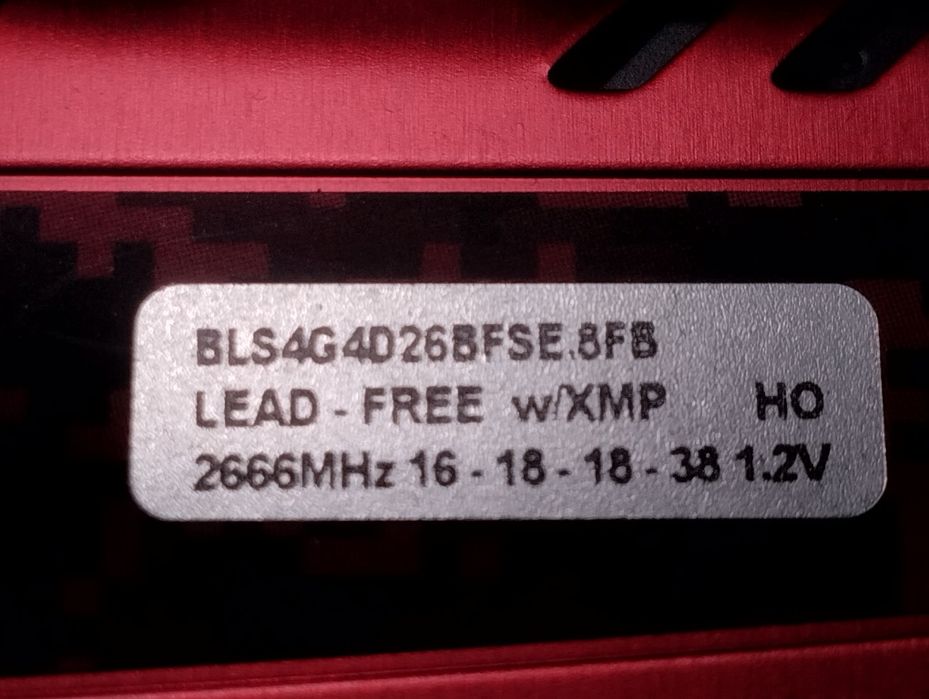 BLS4G4D26BFSE.8FB
LEAD - FREE w/XMP HO
2666MHz 16 - 18 - 18 - 38 1.2V